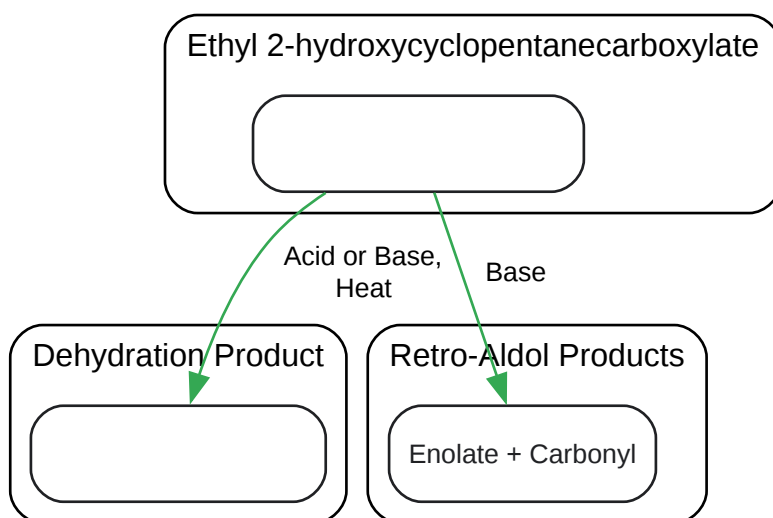 Ethyl 2-hydroxycyclopentanecarboxylate
Acid or Base,
Heat
Base
Dehydration Product
Retro-Aldol Products
Enolate + Carbonyl